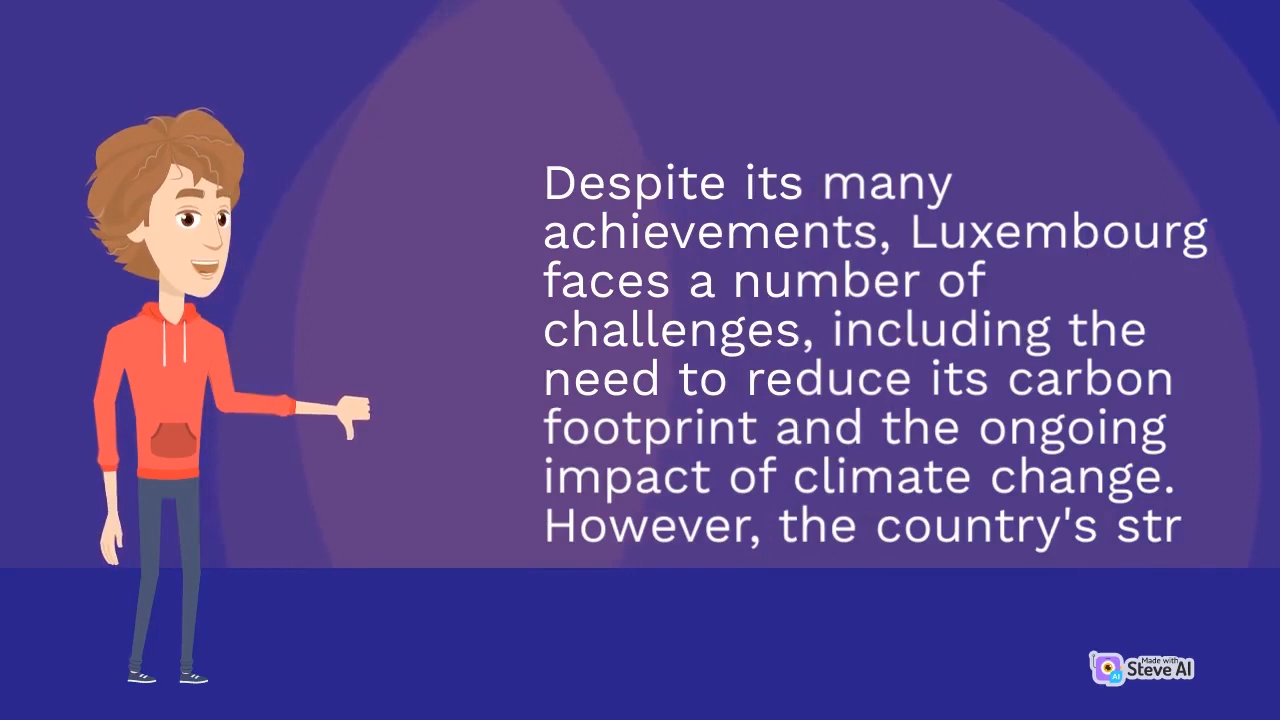 Despite its many
achievements, Luxembourg
faces a number of
challenges, including the
need to reduce its carbon
footprint and the ongoing
impact of climate change.
However, the country's str
Made with
Steve AI
AI